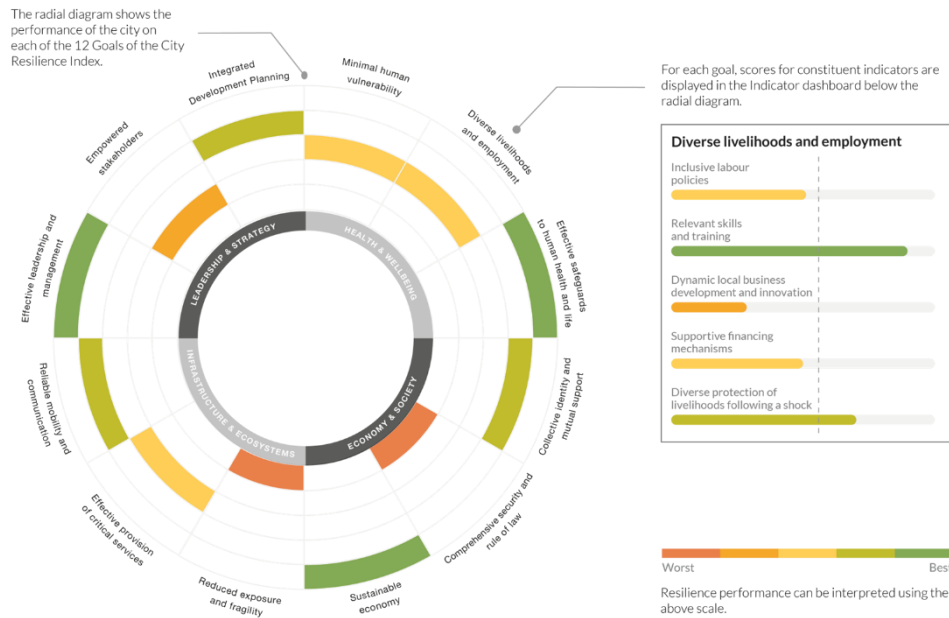 The radial diagram shows the
performance of the city on
each of the 12 Goals of the City
Resilience Index.
Integrated
Development Planning
Minimal human
vulnerability
Diverse livelihoods
and employment
Effective safeguards
to human health and life
Collective identity and
mutual support
Comprehensive security and
rule of law
Sustainable
economy
Reduced exposure
and fragility
Effective provision
of critical services
Reliable mobility and
communication
Effective leadership and
management
Empowered
stakeholders
LEADERSHIP & STRATEGY
HEALTH & WELLBEING
ECONOMY & SOCIETY
INFRASTRUCTURE & ECOSYSTEMS
For each goal, scores for constituent indicators are
displayed in the Indicator dashboard below the
radial diagram.
Diverse livelihoods and employment
Inclusive labour
policies
Relevant skills
and training
Dynamic local business
development and innovation
Supportive financing
mechanisms
Diverse protection of
livelihoods following a shock
Worst
Best
Resilience performance can be interpreted using the
above scale.